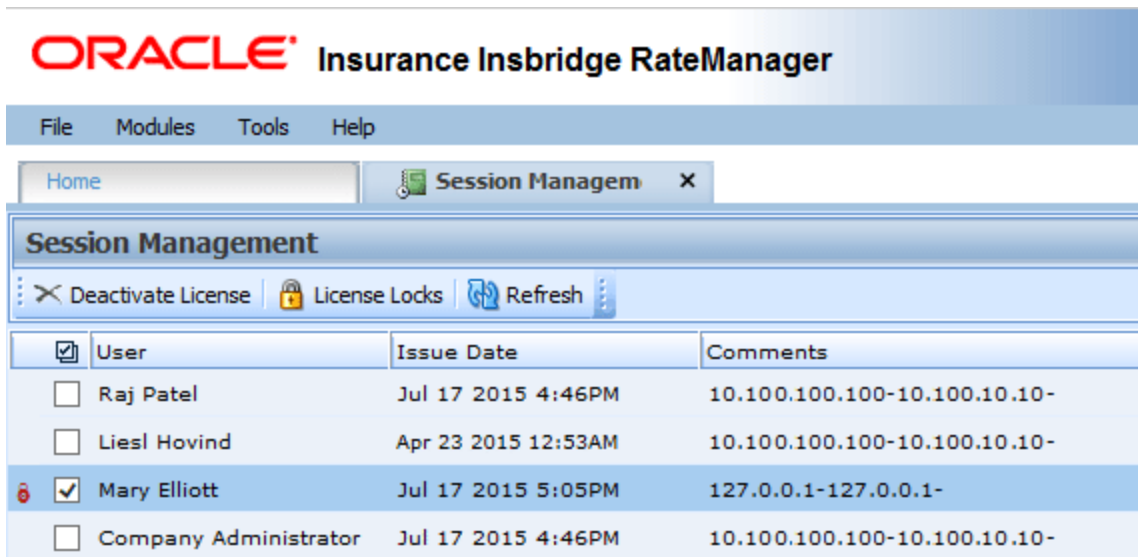 ORACLE Insurance Insbridge RateManager
File Modules Tools Help
Home Session Managem
Session Management
Deactivate License License Locks Refresh
User Issue Date Comments
Raj Patel Jul 17 2015 4:46PM 10.100.100.100-10.100.10.10-
Liesl Hovind Apr 23 2015 12:53AM 10.100.100.100-10.100.10.10-
Mary Elliott Jul 17 2015 5:05PM 127.0.0.1-127.0.0.1-
Company Administrator Jul 17 2015 4:46PM 10.100.100.100-10.100.10.10-